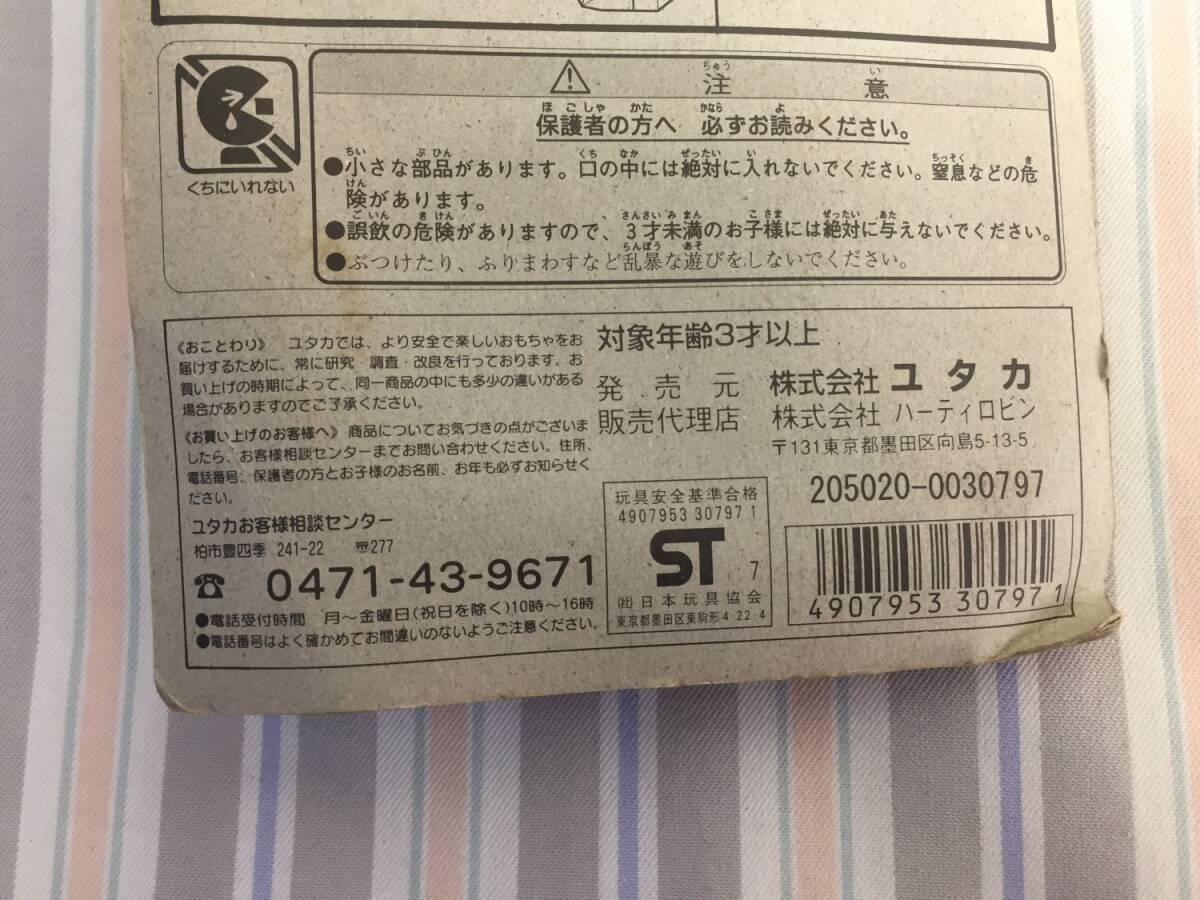 くちにいれない
⚠ 注意
保護者の方へ 必ずお読みください。
●小さな部品があります。口の中には絶対に入れないでください。窒息などの危
険があります。
●誤飲の危険がありますので、3才未満のお子様には絶対に与えないでください。
●ぶつけたり、ふりまわすなど乱暴な遊びをしないでください。
《おことわり》 ユタカでは、より安全で楽しいおもちゃをお
届けするために、常に研究・調査・改良を行っております。お
買い上げの時期によって、同一商品の中にも多少の違いがある
場合がありますのでご了承ください。
《お買い上げのお客様へ》 商品についてお気づきの点がございま
したら、お客様相談センターまでお問い合わせください。住所、
電話番号、保護者の方とお子様のお名前、お年も必ずお知らせく
ださい。
ユタカお客様相談センター
柏市豊四季 241-22 〠277
☎ 0471-43-9671
●電話受付時間 月～金曜日(祝日を除く)10時～16時
●電話番号はよく確かめてお間違いのないようご注意ください。
対象年齢3才以上
発売元 株式会社 ユタカ
販売代理店 株式会社 ハーティロビン
〒131東京都墨田区向島5-13-5
205020-0030797
玩具安全基準合格
4907953 307971
ST 7
(社)日本玩具協会
東京都墨田区東駒形4-22-4
4907953 307971